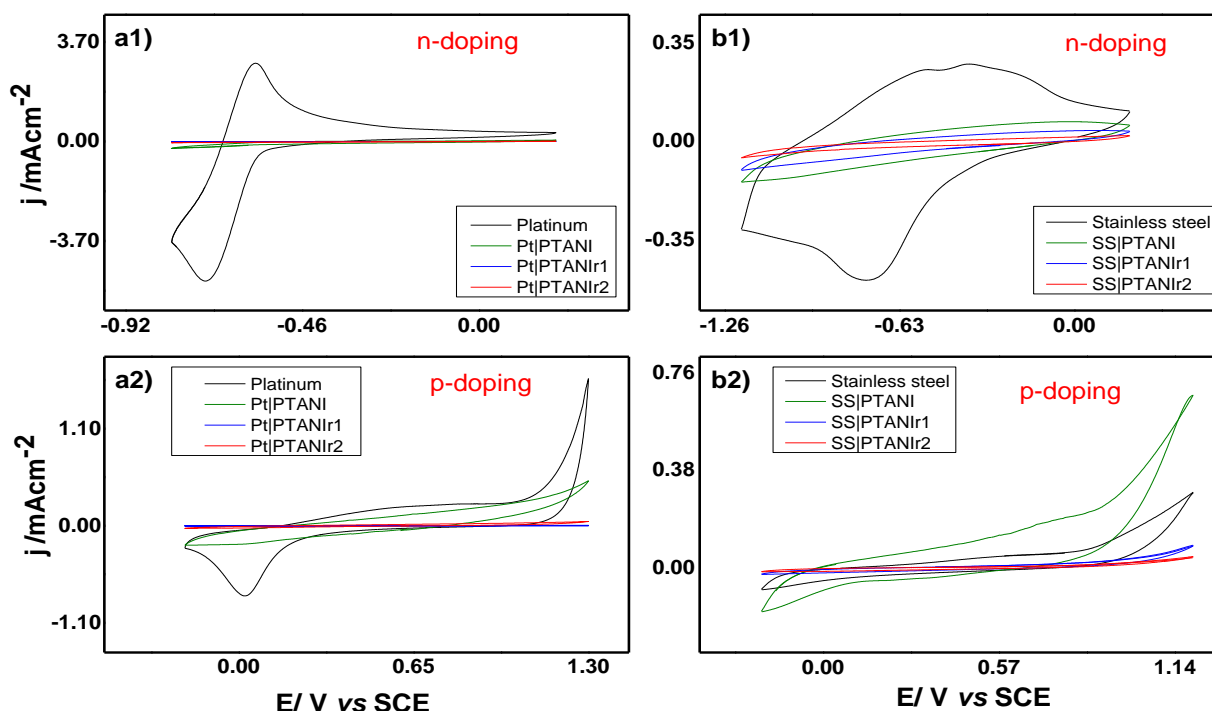 a1)
n-doping
3.70
0.00
-3.70
j /mAcm-2
Platinum
Pt|PTANI
Pt|PTANIr1
Pt|PTANIr2
-0.92
-0.46
0.00
b1)
n-doping
0.35
0.00
-0.35
Stainless steel
SS|PTANI
SS|PTANIr1
SS|PTANIr2
-1.26
-0.63
0.00
a2)
p-doping
Platinum
Pt|PTANI
Pt|PTANIr1
Pt|PTANIr2
1.10
0.00
-1.10
j /mAcm-2
0.00
0.65
1.30
E/ V vs SCE
b2)
p-doping
Stainless steel
SS|PTANI
SS|PTANIr1
SS|PTANIr2
0.76
0.38
0.00
0.00
0.57
1.14
E/ V vs SCE